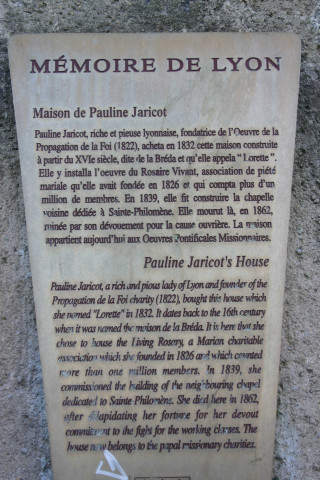 MÉMOIRE DE LYON
Maison de Pauline Jaricot
Pauline Jaricot, riche et pieuse lyonnaise, fondatrice de l'Oeuvre de la
Propagation de la Foi (1822), acheta en 1832 cette maison construite
à partir du XVIe siècle, dite de la Bréda et qu'elle appela "Lorette".
Elle y installa l'oeuvre du Rosaire Vivant, association de piété
mariale qu'elle avait fondée en 1826 et qui compta plus d'un
million de membres. En 1839, elle fit construire la chapelle
voisine dédiée à Sainte-Philomène. Elle mourut là, en 1862,
ruinée par son dévouement pour la cause ouvrière. La maison
appartient aujourd'hui aux Oeuvres Pontificales Missionnaires.
Pauline Jaricot's House
Pauline Jaricot, a rich and pious lady of Lyon and founder of the
Propagation de la Foi charity (1822), bought this house which
she named "Lorette" in 1832. It dates back to the 16th century
when it was named the maison de la Bréda. It is here that she
chose to house the Living Rosery, a Marian charitable
association which she founded in 1826 and which counted
more than one million members. In 1839, she
commissioned the building of the neighbouring chapel
dedicated to Sainte Philomène. She died here in 1862,
after dilapidating her fortune for her devout
commitment to the fight for the working classes. The
house now belongs to the papal missionary charities.